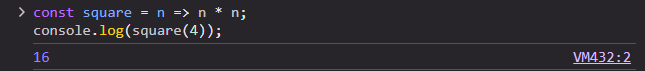 const square = n => n * n;
console.log(square(4));
16 VM432:2